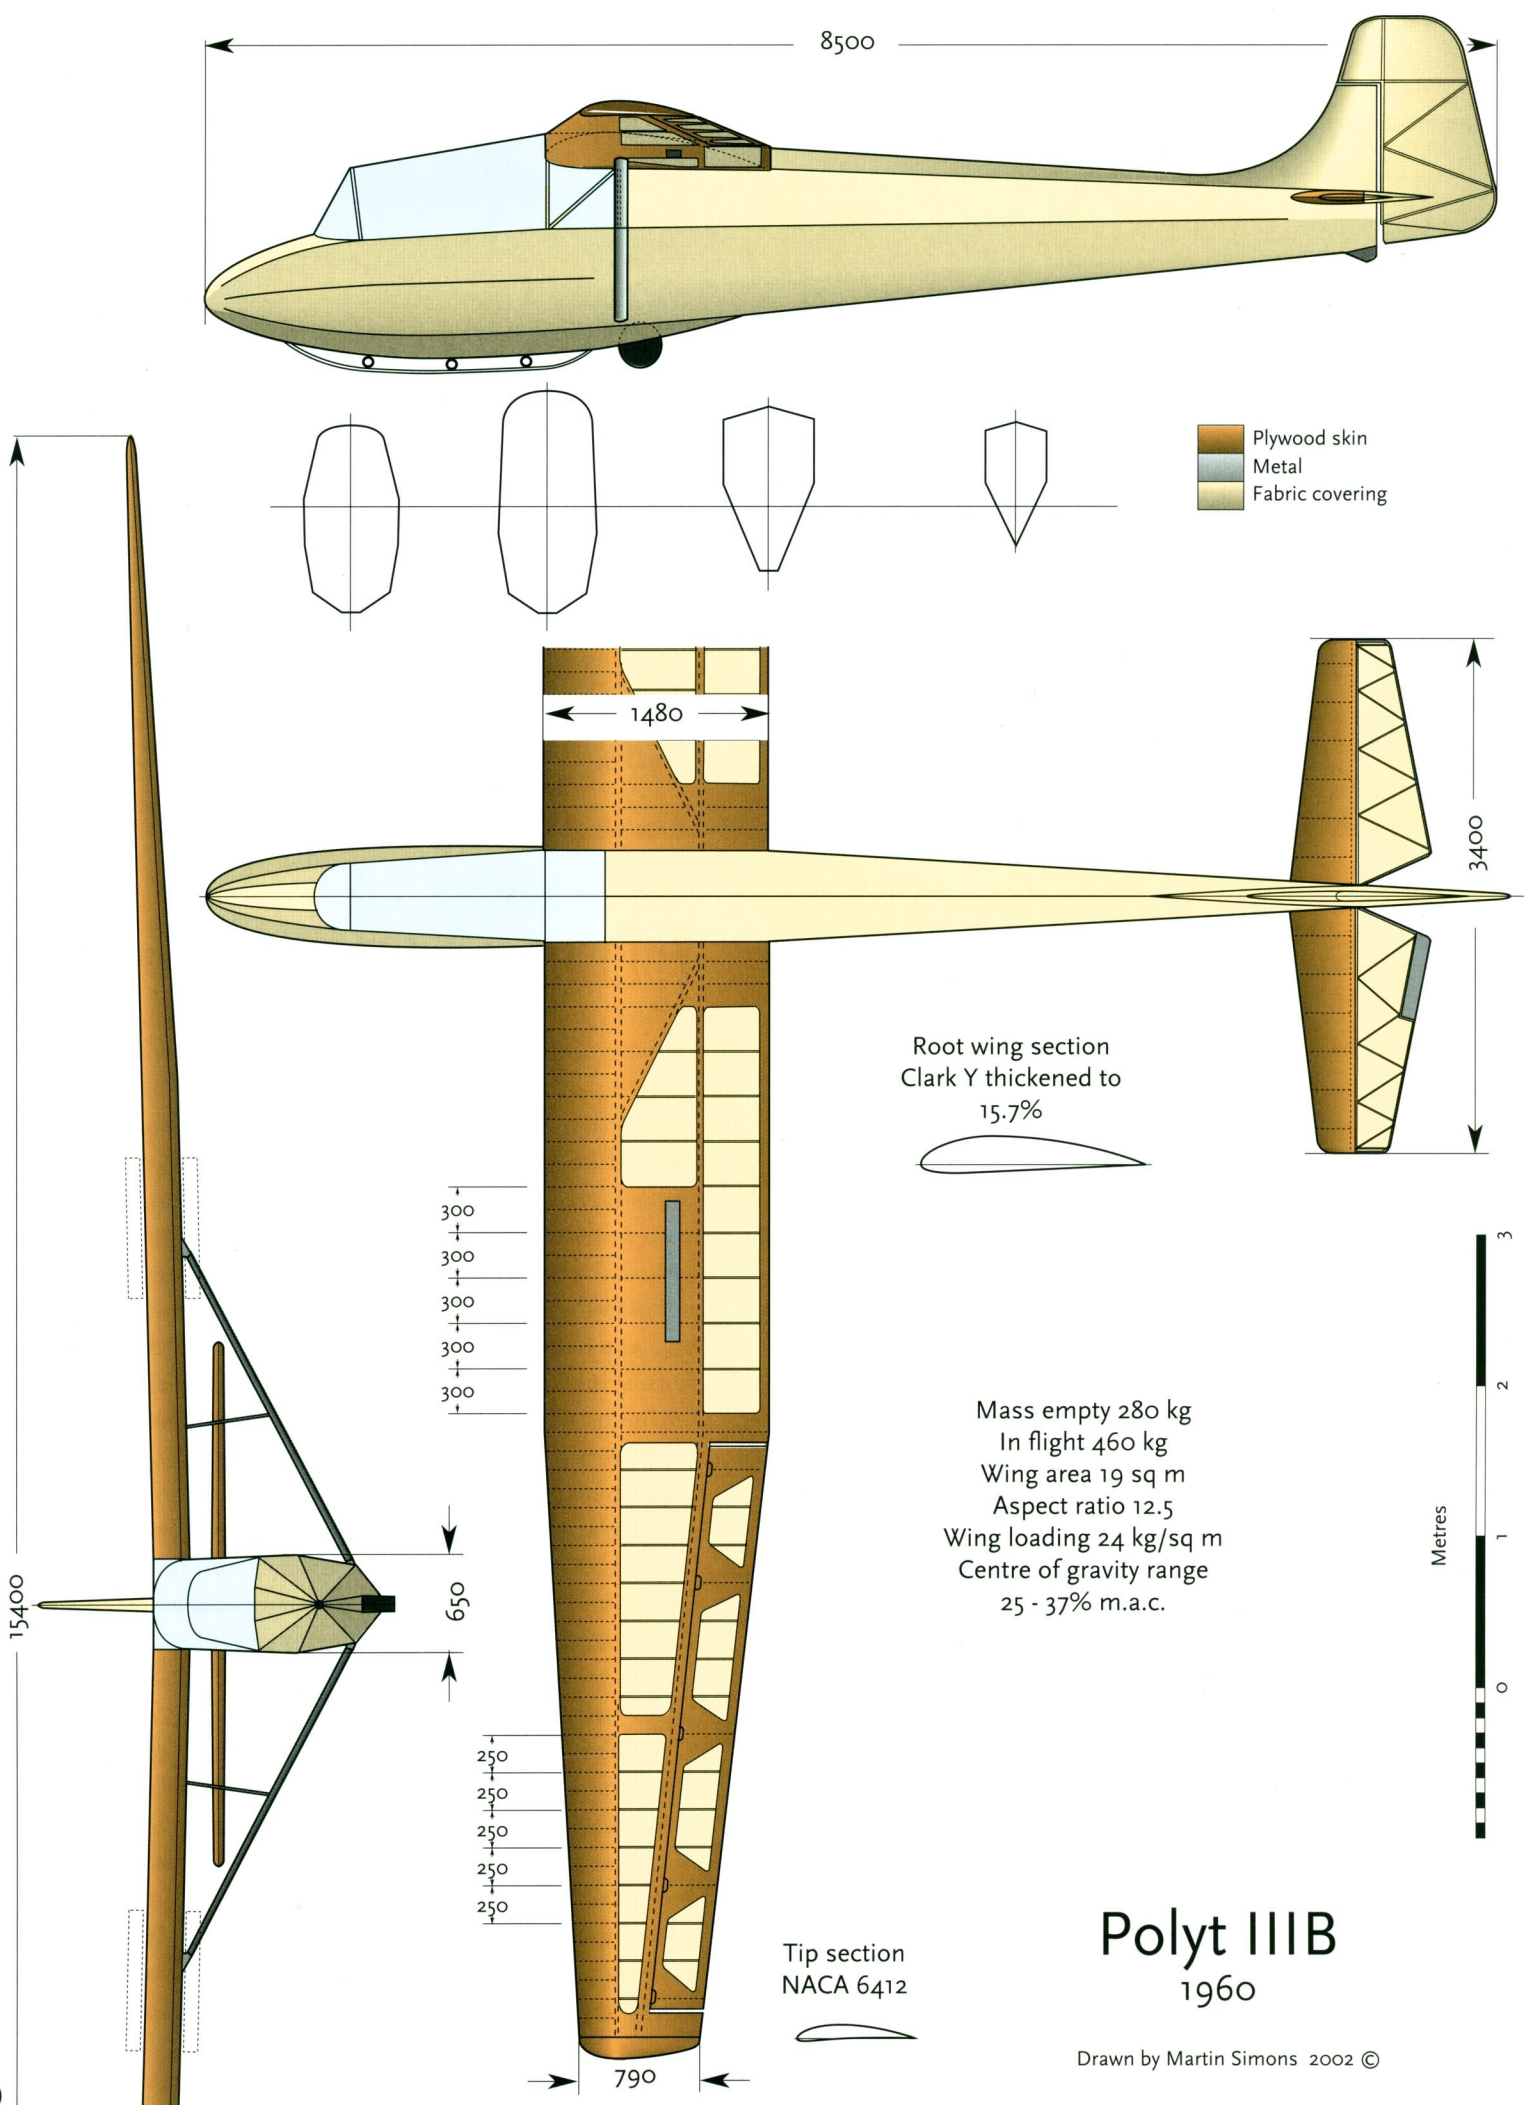 8500
Plywood skin
Metal
Fabric covering
1480
3400
Root wing section
Clark Y thickened to
15.7%
300
300
300
300
300
Mass empty 280 kg
In flight 460 kg
Wing area 19 sq m
Aspect ratio 12.5
Wing loading 24 kg/sq m
Centre of gravity range
25 - 37% m.a.c.
3
2
1
0
Metres
15400
650
250
250
250
250
250
Tip section
NACA 6412
790
Polyt IIIB
1960
Drawn by Martin Simons 2002 ©